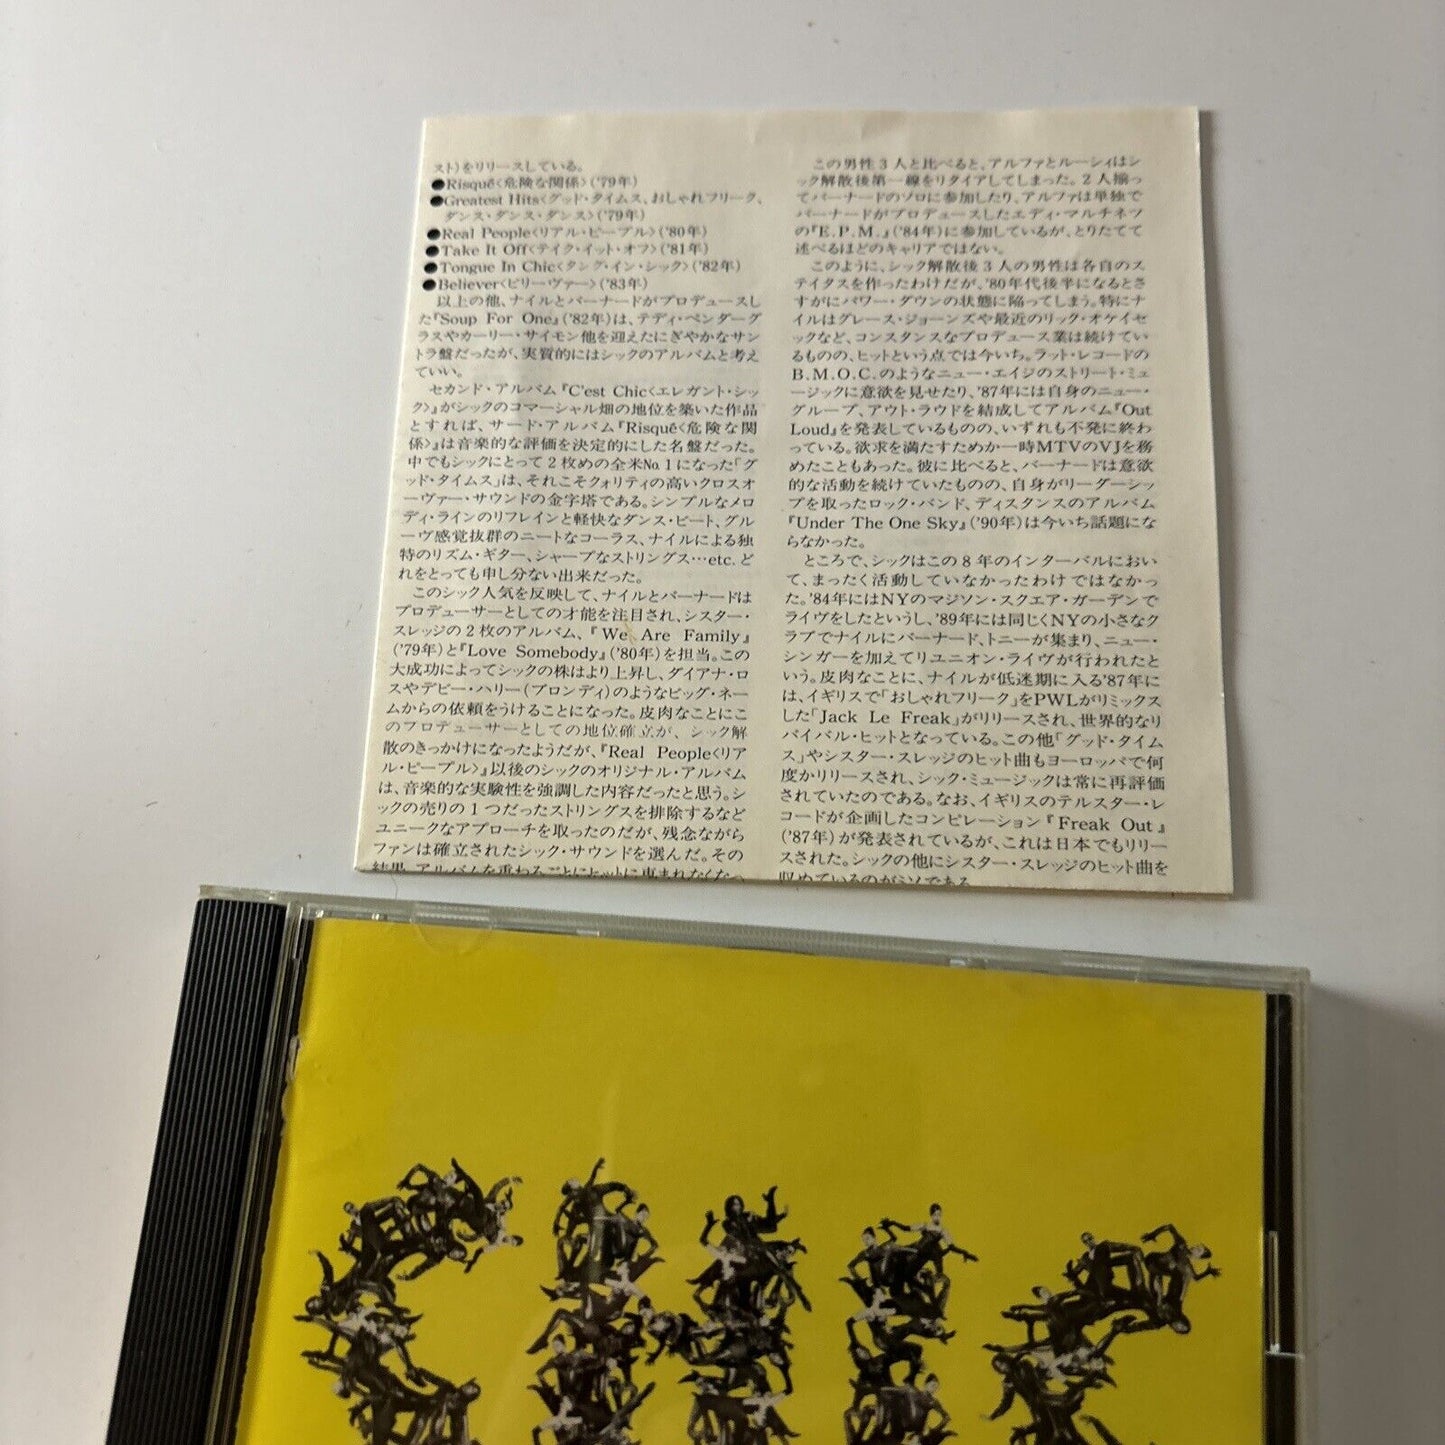 スト)をリリースしている。
●Risqué〈危険な関係〉('79年)
●Greatest Hits〈グッド・タイムス、おしゃれフリーク、
ダンス・ダンス・ダンス〉('79年)
●Real People〈リアル・ピープル〉('80年)
●Take It Off〈テイク・イット・オフ〉('81年)
●Tongue In Chic〈タング・イン・シック〉('82年)
●Believer〈ビリーヴァー〉('83年)
以上の他、ナイルとバーナードがプロデュースし
た『Soup For One』('82年)は、テディ・ペンダーグ
ラスやカーリー・サイモン他を迎えたにぎやかなサン
トラ盤だったが、実質的にはシックのアルバムと考え
ていい。
セカンド・アルバム『C'est Chic〈エレガント・シッ
ク〉』がシックのコマーシャル畑の地位を築いた作品
とすれば、サード・アルバム『Risqué〈危険な関
係〉』は音楽的な評価を決定的にした名盤だった。
中でもシックにとって2枚めの全米No.1になった「グ
ッド・タイムス」は、それこそクォリティの高いクロスオ
ーヴァー・サウンドの金字塔である。シンプルなメロ
ディ・ラインのリフレインと軽快なダンス・ビート、グル
ーヴ感覚抜群のニートなコーラス、ナイルによる独
特のリズム・ギター、シャープなストリングス…etc.ど
れをとっても申し分ない出来だった。
このシック人気を反映して、ナイルとバーナードは
プロデューサーとしての才能を注目され、シスター・
スレッジの2枚のアルバム、『We Are Family』
('79年)と『Love Somebody』('80年)を担当。この
大成功によってシックの株はより上昇し、ダイアナ・ロ
スやデビー・ハリー(ブロンディ)のようなビッグ・ネー
ムからの依頼をうけることになった。皮肉なことにこ
のプロデューサーとしての地位確立が、シック解
散のきっかけになったようだが、『Real People〈リア
ル・ピープル〉』以後のシックのオリジナル・アルバム
は、音楽的な実験性を強調した内容だったと思う。シ
ックの売りの1つだったストリングスを排除するなど
ユニークなアプローチを取ったのだが、残念ながら
ファンは確立されたシック・サウンドを選んだ。その
結果、アルバムを重ねるごとにヒットに恵まれなくなっ
この男性3人と比べると、アルファとルーシィはシ
ック解散後第一線をリタイアしてしまった。2人揃っ
てバーナードのソロに参加したり、アルファは単独で
バーナードがプロデュースしたエディ・マルチネツ
の『E.P.M.』('84年)に参加しているが、とりたてて
述べるほどのキャリアではない。
このように、シック解散後3人の男性は各自のス
テイタスを作ったわけだが、'80年代後半になるとさ
すがにパワー・ダウンの状態に陥ってしまう。特にナ
イルはグレース・ジョーンズや最近のリック・オケイセ
ックなど、コンスタンスなプロデュース業は続けてい
るものの、ヒットという点では今いち。ラット・レコードの
B.M.O.C.のようなニュー・エイジのストリート・ミュ
ージックに意欲を見せたり、'87年には自身のニュー・
グループ、アウト・ラウドを結成してアルバム『Out
Loud』を発表しているものの、いずれも不発に終わ
っている。欲求を満たすためか一時MTVのVJを務
めたこともあった。彼に比べると、バーナードは意欲
的な活動を続けていたものの、自身がリーダーシッ
プを取ったロック・バンド、ディスタンスのアルバム
『Under The One Sky』('90年)は今いち話題にな
らなかった。
ところで、シックはこの8年のインターバルにおい
て、まったく活動していなかったわけではなかっ
た。'84年にはNYのマジソン・スクエア・ガーデンで
ライヴをしたというし、'89年には同じくNYの小さなク
ラブでナイルにバーナード、トニーが集まり、ニュー・
シンガーを加えてリユニオン・ライヴが行われたと
いう。皮肉なことに、ナイルが低迷期に入る'87年に
は、イギリスで「おしゃれフリーク」をPWLがリミックス
した「Jack Le Freak」がリリースされ、世界的なリ
バイバル・ヒットとなっている。この他「グッド・タイム
ス」やシスター・スレッジのヒット曲もヨーロッパで何
度かリリースされ、シック・ミュージックは常に再評価
されていたのである。なお、イギリスのテルスター・レ
コードが企画したコンピレーション『Freak Out』
('87年)が発表されているが、これは日本でもリリー
スされた。シックの他にシスター・スレッジのヒット曲を
収めているのがミソである。